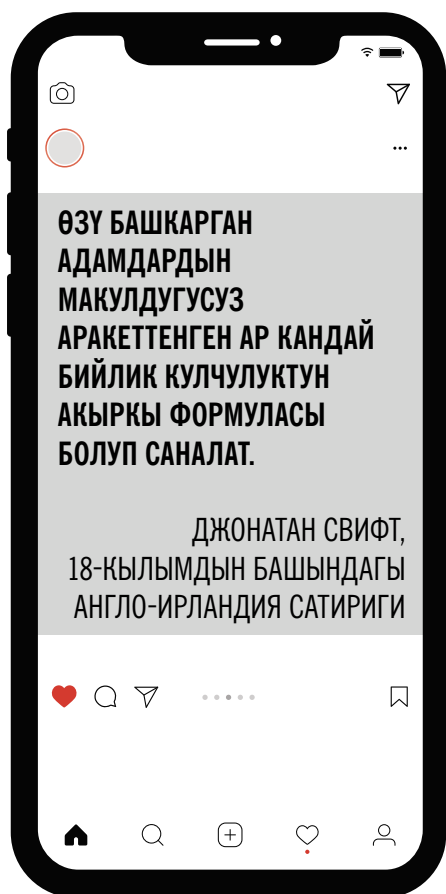 ӨЗҮ БАШКАРГАН
АДАМДАРДЫН
МАКУЛДУГУСУЗ
АРАКЕТТЕНГЕН АР КАНДАЙ
БИЙЛИК КУЛЧУЛУКТУН
АКЫРКЫ ФОРМУЛАСЫ
БОЛУП САНАЛАТ.
ДЖОНАТАН СВИФТ,
18-КЫЛЫМДЫН БАШЫНДАГЫ
АНГЛО-ИРЛАНДИЯ САТИРИГИ